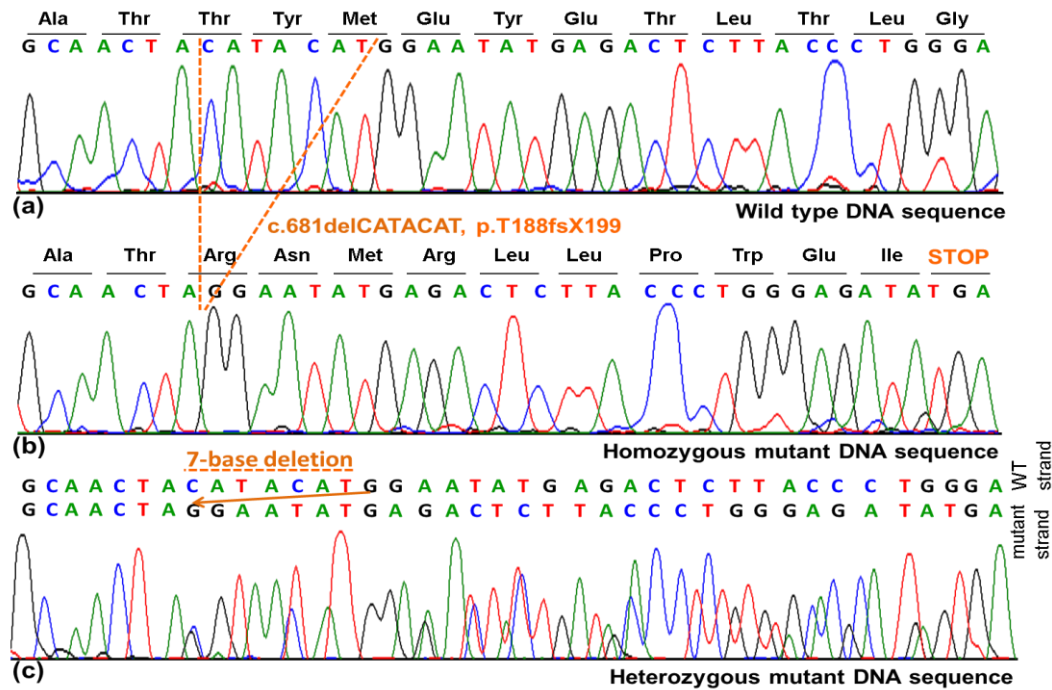 Ala Thr Thr Tyr Met Glu Tyr Glu Thr Leu Thr Leu Gly
G C A A C T A C A T A C A T G G A A T A T G A G A C T C T T A C C C T G G G A
(a) Wild type DNA sequence
c.681delCATACAT, p.T188fsX199
Ala Thr Arg Asn Met Arg Leu Leu Pro Trp Glu Ile STOP
G C A A C T A G G A A T A T G A G A C T C T T A C C C T G G G A G A T A T G A
(b) Homozygous mutant DNA sequence
7-base deletion
G C A A C T A C A T A C A T G G A A T A T G A G A C T C T T A C C C T G G G A WT strand
G C A A C T A G G A A T A T G A G A C T C T T A C C C T G G G A G A T A T G A mutant strand
(c) Heterozygous mutant DNA sequence